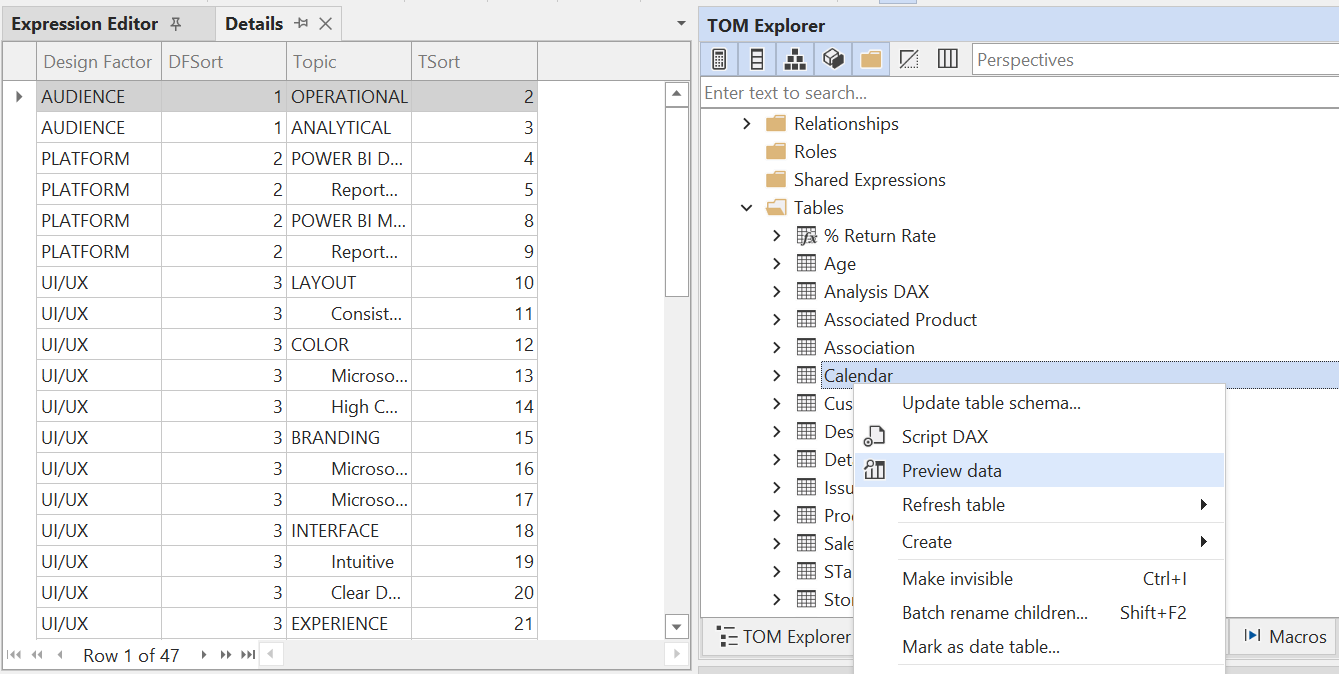 Expression Editor Details
Design Factor DFSort Topic TSort
AUDIENCE 1 OPERATIONAL 2
AUDIENCE 1 ANALYTICAL 3
PLATFORM 2 POWER BI D... 4
PLATFORM 2 Report... 5
PLATFORM 2 POWER BI M... 8
PLATFORM 2 Report... 9
UI/UX 3 LAYOUT 10
UI/UX 3 Consist... 11
UI/UX 3 COLOR 12
UI/UX 3 Microso... 13
UI/UX 3 High C... 14
UI/UX 3 BRANDING 15
UI/UX 3 Microso... 16
UI/UX 3 Microso... 17
UI/UX 3 INTERFACE 18
UI/UX 3 Intuitive 19
UI/UX 3 Clear D... 20
UI/UX 3 EXPERIENCE 21
Row 1 of 47
TOM Explorer
Perspectives
Enter text to search...
Relationships
Roles
Shared Expressions
Tables
% Return Rate
Age
Analysis DAX
Associated Product
Association
Calendar
Cus
Des
Det
Issu
Pro
Sale
STa
Sto
Update table schema...
Script DAX
Preview data
Refresh table
Create
Make invisible Ctrl+I
Batch rename children... Shift+F2
Mark as date table...
TOM Explorer
Macros